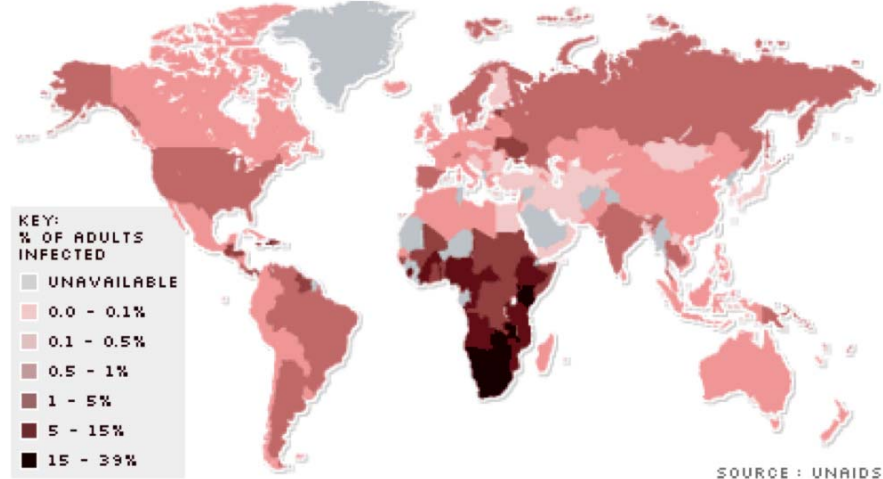 KEY:
% OF ADULTS
INFECTED
UNAVAILABLE
0.0 - 0.1%
0.1 - 0.5%
0.5 - 1%
1 - 5%
5 - 15%
15 - 39%
SOURCE : UNAIDS